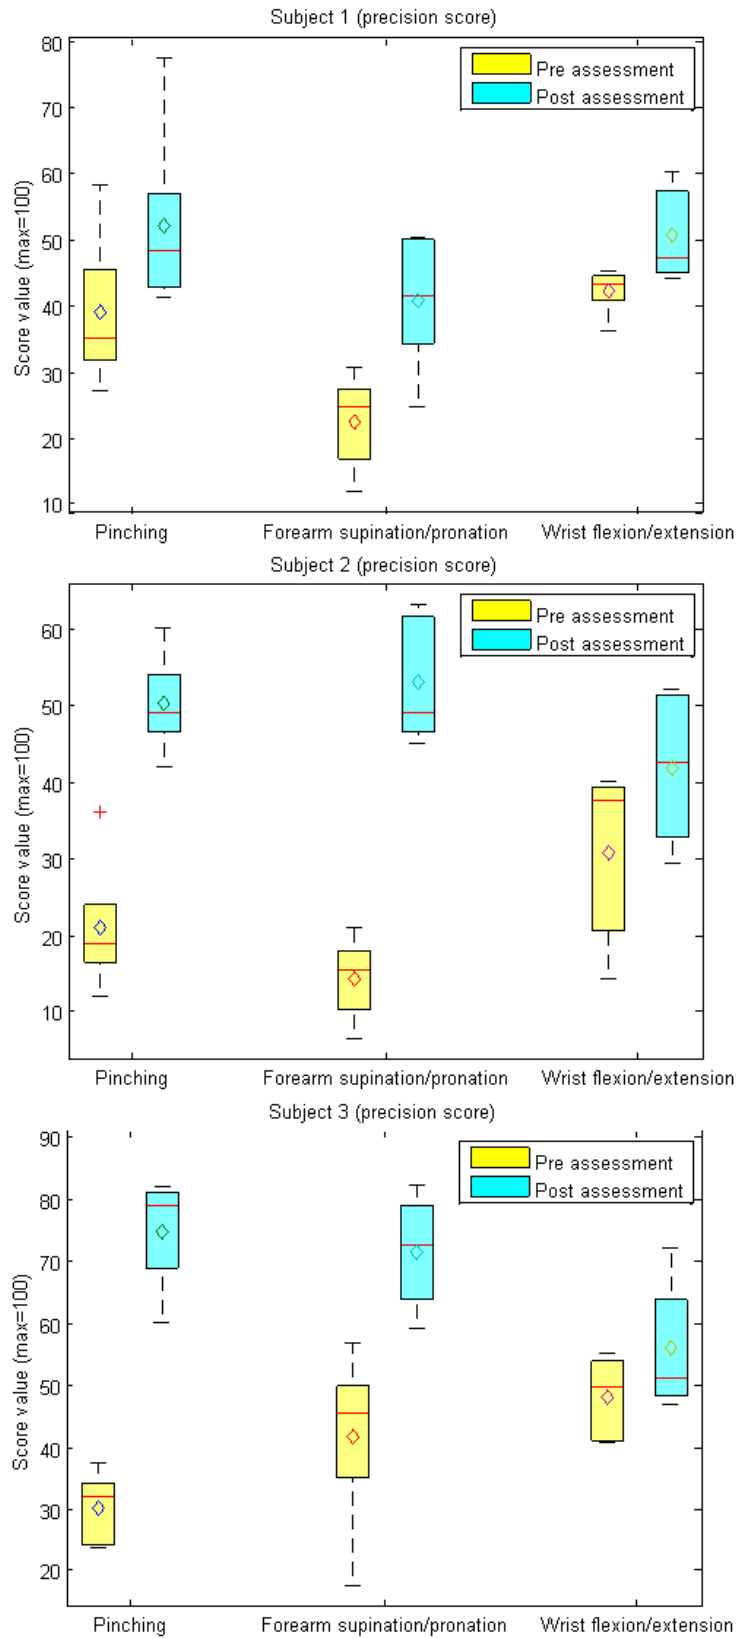 Subject 1 (precision score)
80
70
60
50
40
30
20
10
Score value (max=100)
Pre assessment
Post assessment
Pinching
Forearm supination/pronation
Wrist flexion/extension
Subject 2 (precision score)
60
50
40
30
20
10
Score value (max=100)
Pre assessment
Post assessment
Pinching
Forearm supination/pronation
Wrist flexion/extension
Subject 3 (precision score)
90
80
70
60
50
40
30
20
Score value (max=100)
Pre assessment
Post assessment
Pinching
Forearm supination/pronation
Wrist flexion/extension